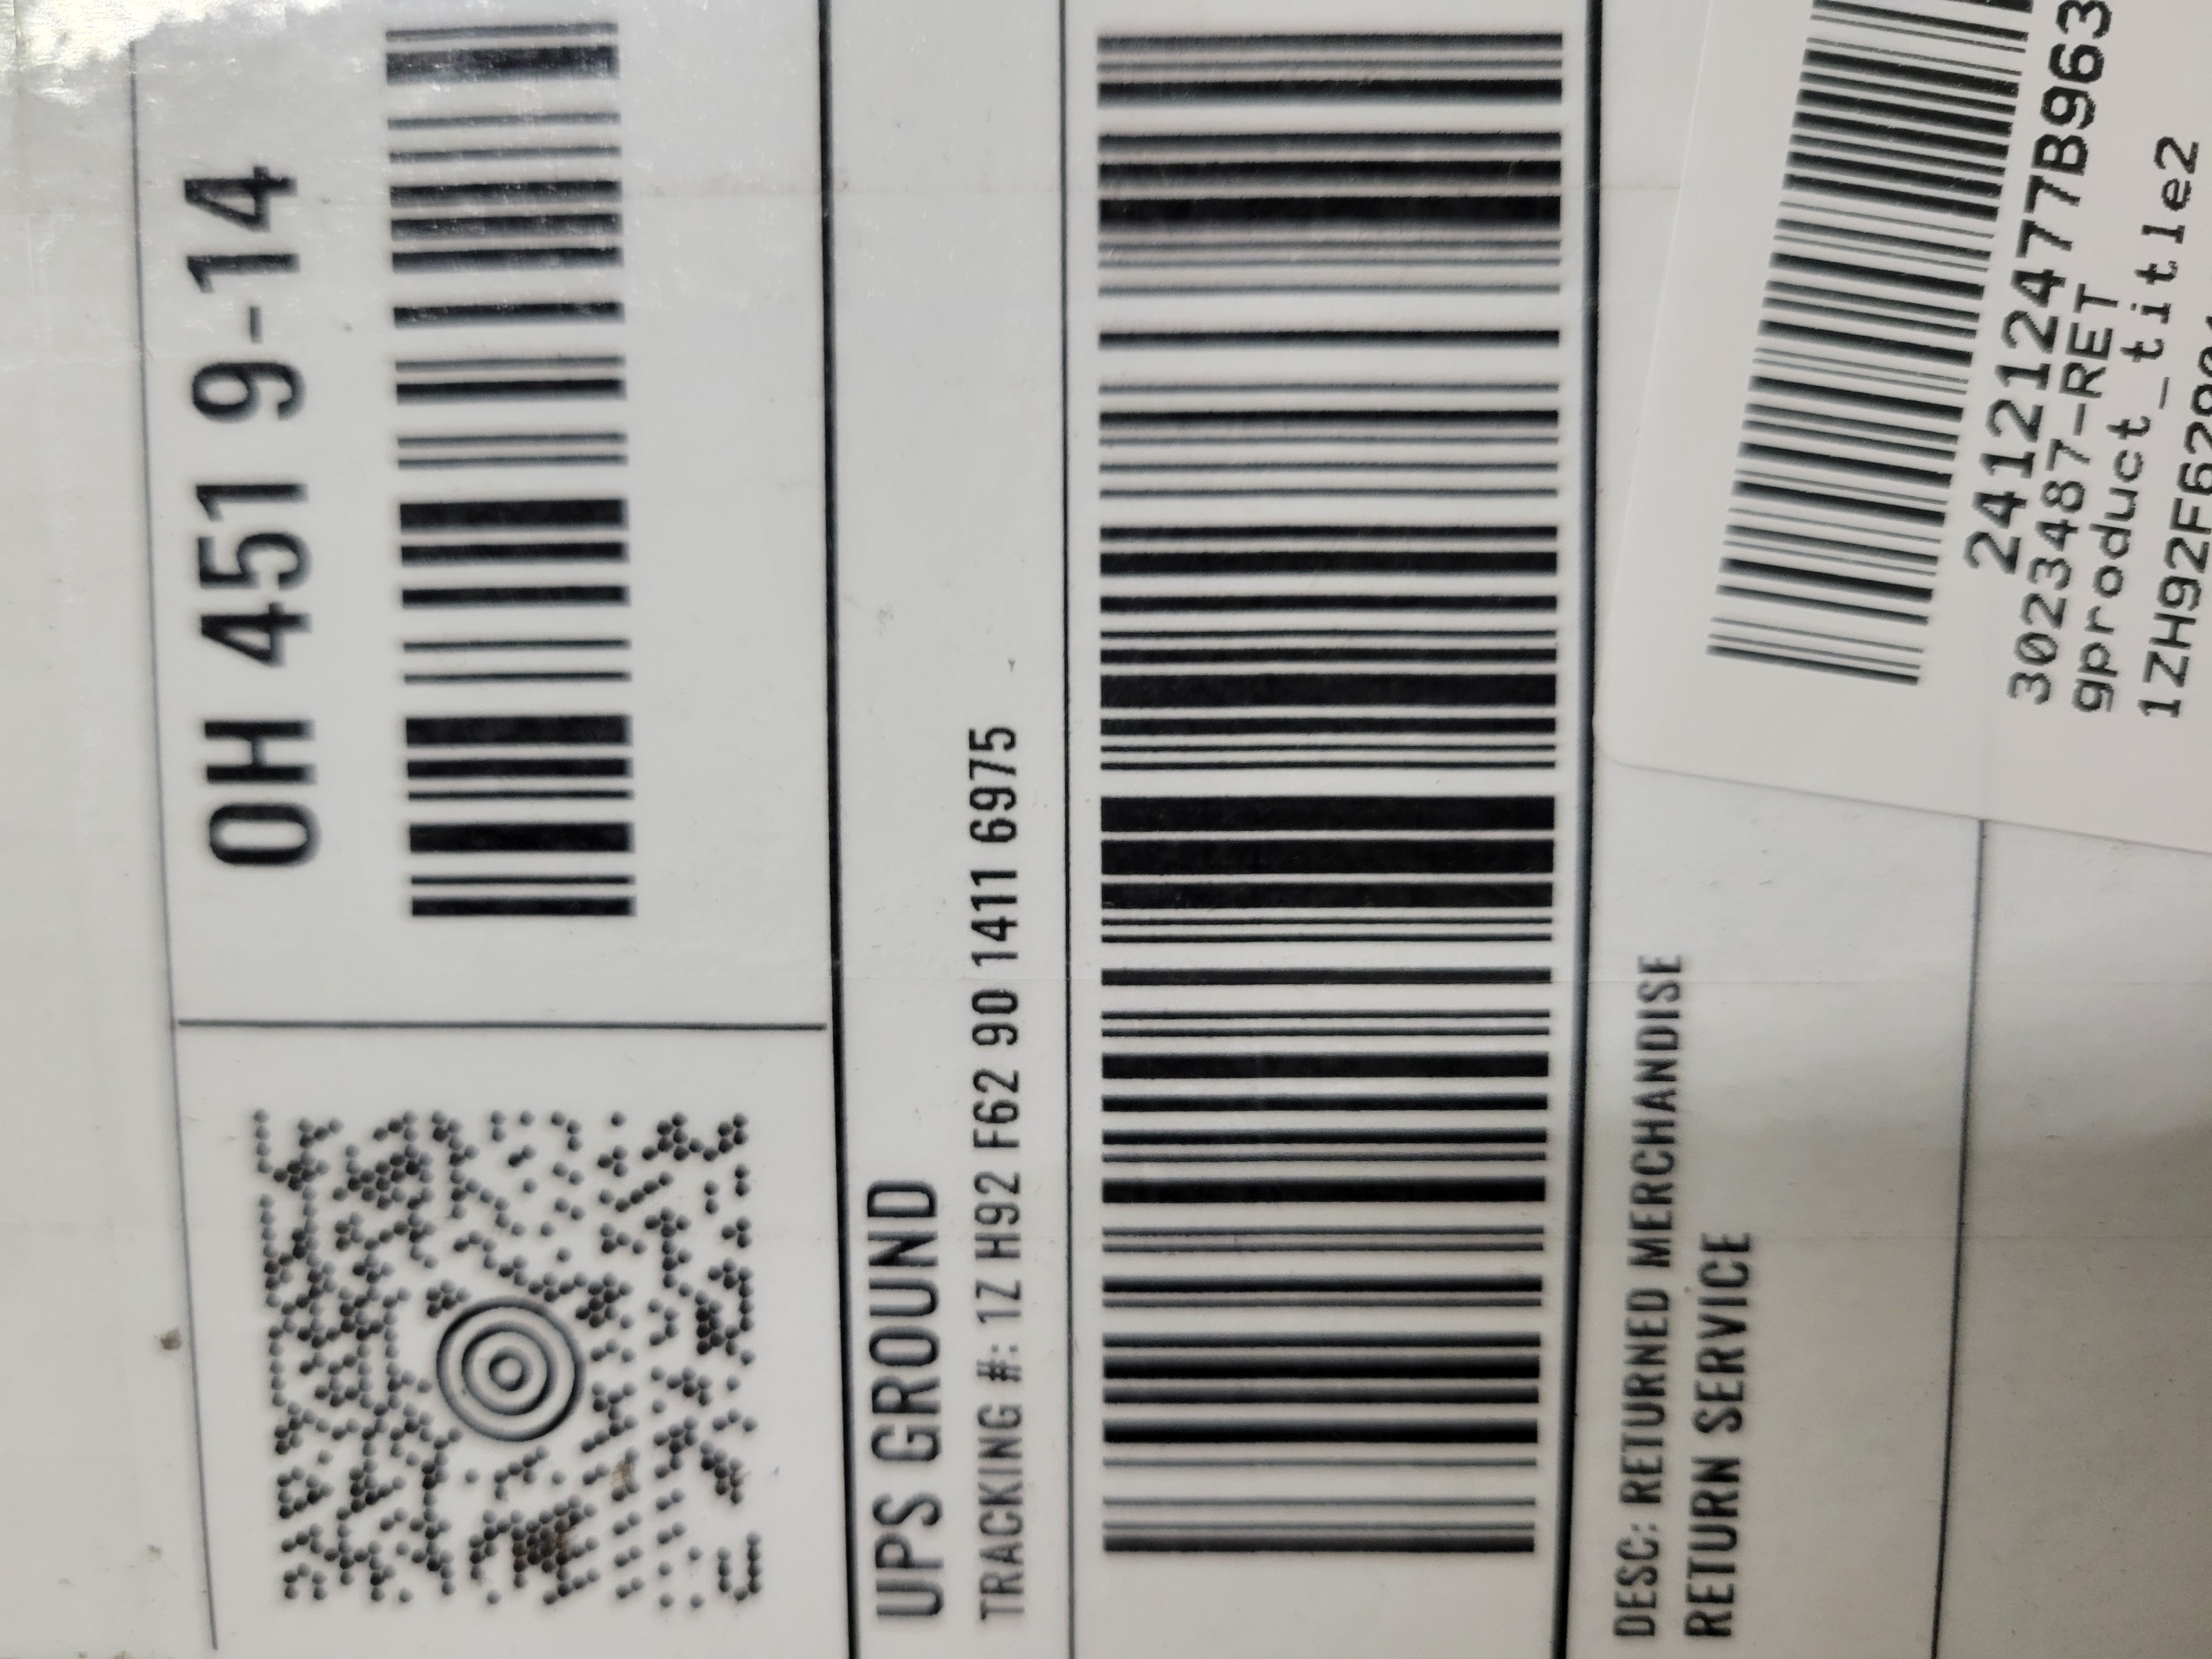 OH 451 9-14
UPS GROUND
TRACKING #: 1Z H92 F62 90 1411 6975
DESC: RETURNED MERCHANDISE
RETURN SERVICE
241212477B963
3023487-RET
gproduct_title2